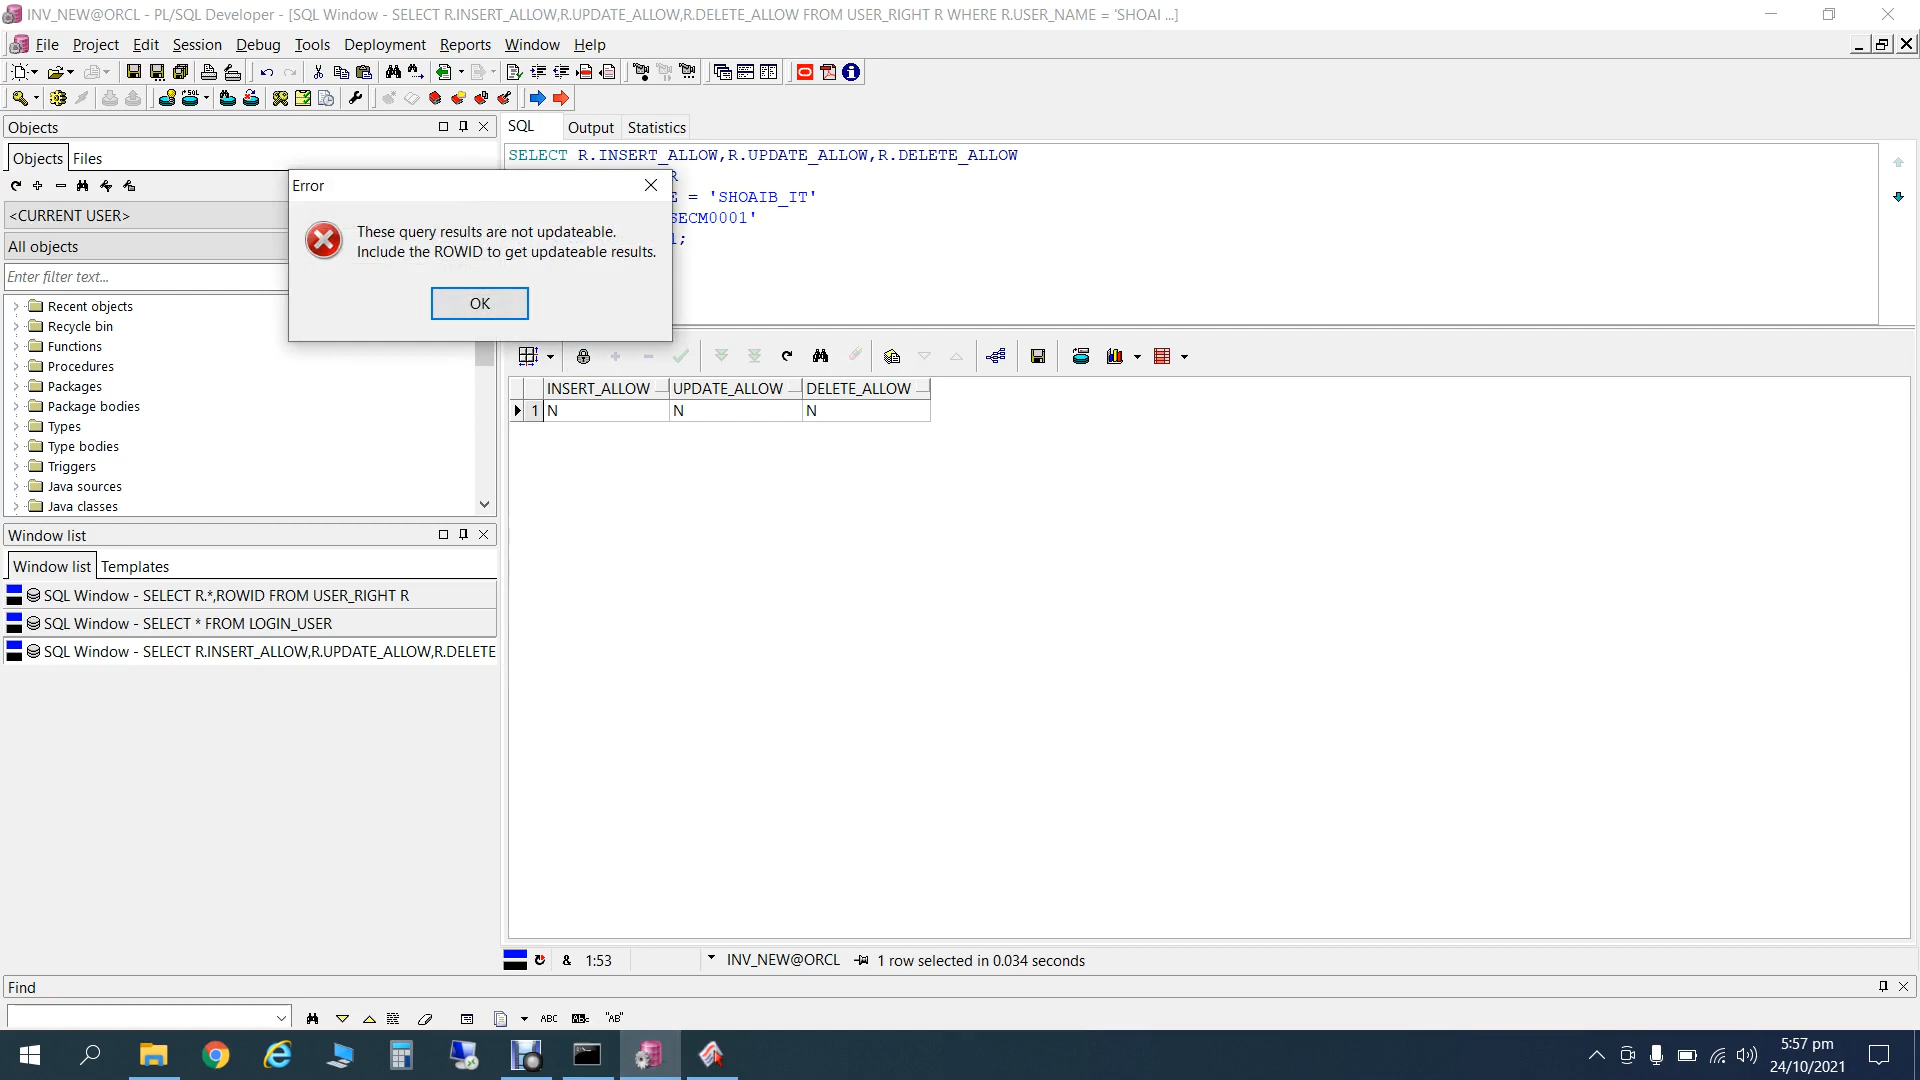 INV_NEW@ORCL - PL/SQL Developer - [SQL Window - SELECT R.INSERT_ALLOW,R.UPDATE_ALLOW,R.DELETE_ALLOW FROM USER_RIGHT R WHERE R.USER_NAME = 'SHOAI ...]
File Project Edit Session Debug Tools Deployment Reports Window Help
Objects
Objects Files
<CURRENT USER>
All objects
Enter filter text...
Recent objects
Recycle bin
Functions
Procedures
Packages
Package bodies
Types
Type bodies
Triggers
Java sources
Java classes
Window list
Window list Templates
SQL Window - SELECT R.*,ROWID FROM USER_RIGHT R
SQL Window - SELECT * FROM LOGIN_USER
SQL Window - SELECT R.INSERT_ALLOW,R.UPDATE_ALLOW,R.DELETE
SQL Output Statistics
SELECT R.INSERT_ALLOW,R.UPDATE_ALLOW,R.DELETE_ALLOW
R
E = 'SHOAIB_IT'
SECM0001'
1;
Error
These query results are not updateable.
Include the ROWID to get updateable results.
OK
INSERT_ALLOW UPDATE_ALLOW DELETE_ALLOW
1 N N N
& 1:53 INV_NEW@ORCL 1 row selected in 0.034 seconds
Find
ABC "AB"
5:57 pm
24/10/2021